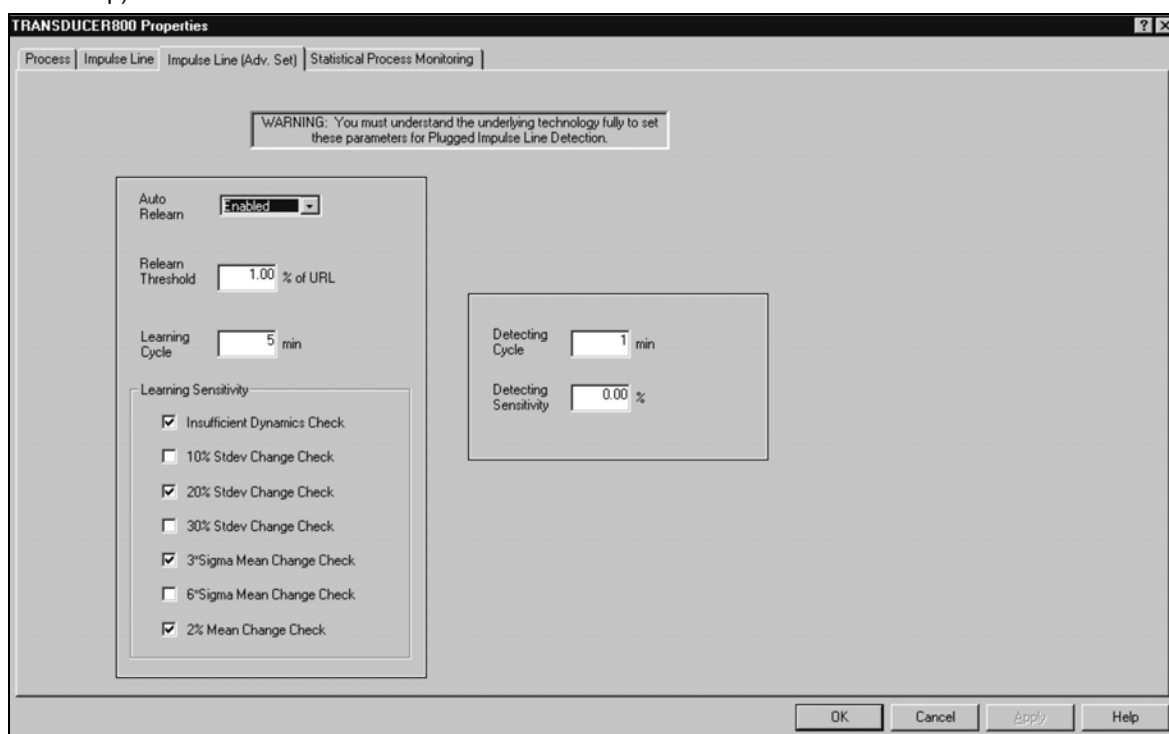 TRANSDUCER800 Properties
Process
Impulse Line
Impulse Line (Adv. Set)
Statistical Process Monitoring
WARNING: You must understand the underlying technology fully to set
these parameters for Plugged Impulse Line Detection.
Auto
Relearn
Enabled
Relearn
Threshold
1.00 % of URL
Learning
Cycle
5 min
Learning Sensitivity
Insufficient Dynamics Check
10% Stdev Change Check
20% Stdev Change Check
30% Stdev Change Check
3*Sigma Mean Change Check
6*Sigma Mean Change Check
2% Mean Change Check
Detecting
Cycle
1 min
Detecting
Sensitivity
0.00 %
OK
Cancel
Apply
Help